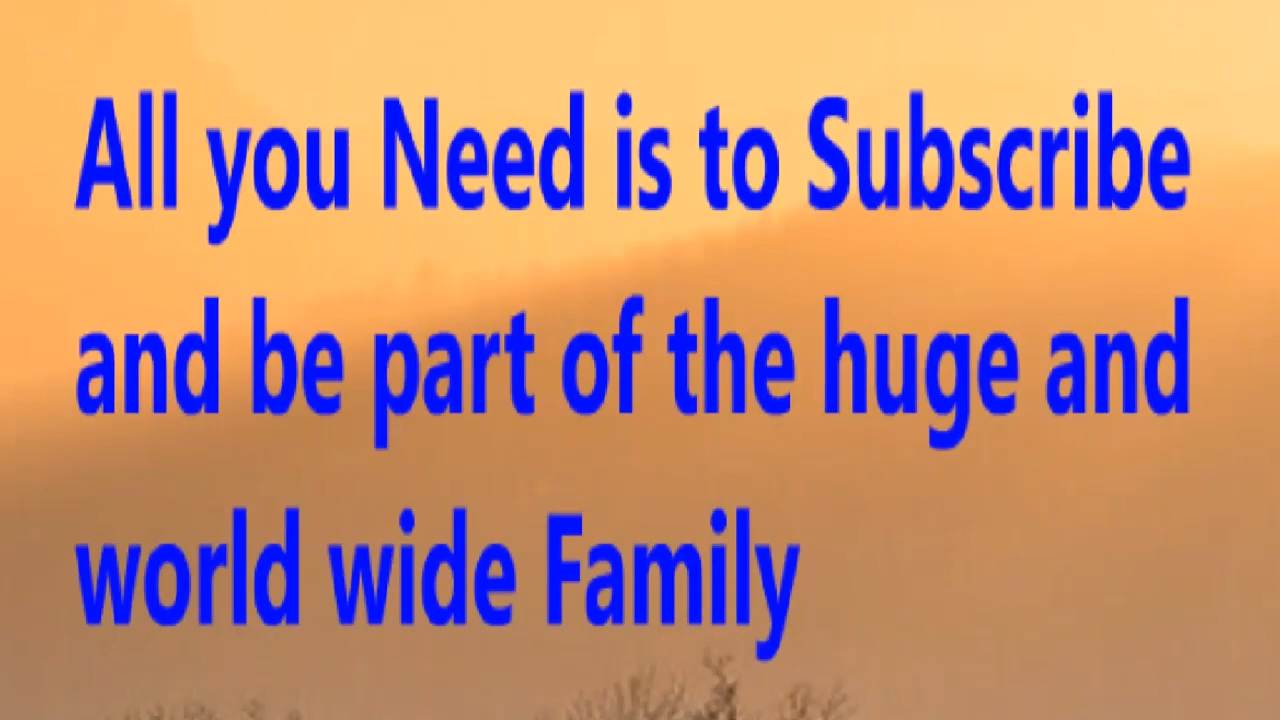 All you Need is to Subscribe
and be part of the huge and
world wide Family